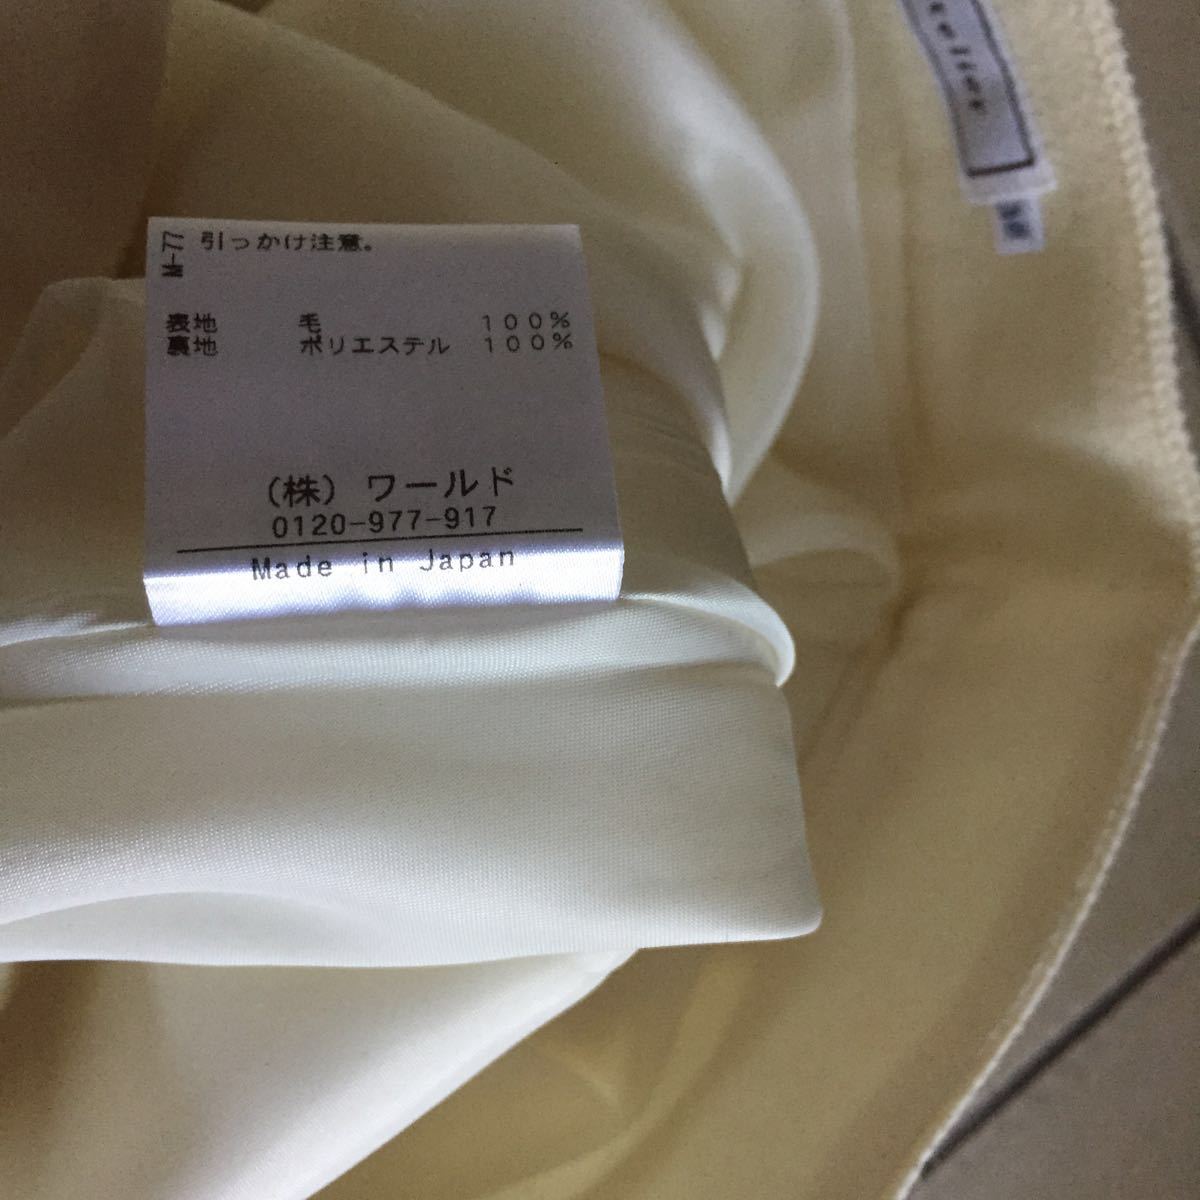 M-77 引っかけ注意。
表地 毛 100%
裏地 ポリエステル 100%
(株) ワールド
0120-977-917
Made in Japan